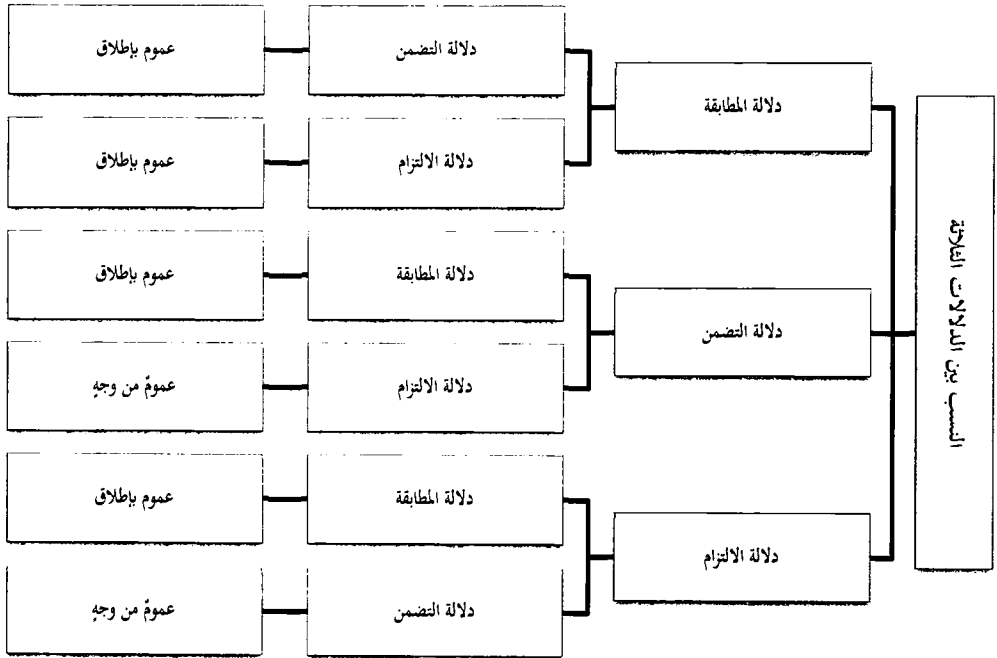 النسب بين الدلالات الثلاثة
دلالة المطابقة
دلالة التضمن
عموم بإطلاق
دلالة الالتزام
عموم بإطلاق
دلالة التضمن
دلالة المطابقة
عموم بإطلاق
دلالة الالتزام
عمومٌ من وجهٍ
دلالة الالتزام
دلالة المطابقة
عموم بإطلاق
دلالة التضمن
عمومٌ من وجهٍ